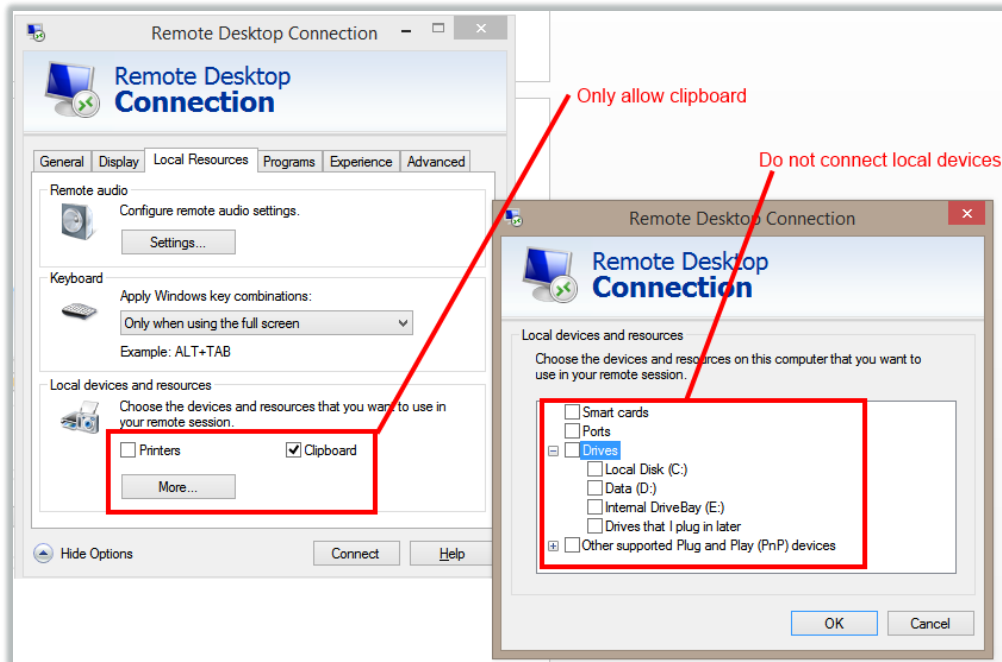 Remote Desktop Connection
Remote Desktop
Connection
General Display Local Resources Programs Experience Advanced
Remote audio
Configure remote audio settings.
Settings...
Keyboard
Apply Windows key combinations:
Only when using the full screen
Example: ALT+TAB
Local devices and resources
Choose the devices and resources that you want to use in
your remote session.
Printers Clipboard
More...
Hide Options Connect Help
Only allow clipboard
Do not connect local devices
Remote Desktop Connection
Remote Desktop
Connection
Local devices and resources
Choose the devices and resources on this computer that you want to
use in your remote session.
Smart cards
Ports
Drives
Local Disk (C:)
Data (D:)
Internal DriveBay (E:)
Drives that I plug in later
Other supported Plug and Play (PnP) devices
OK Cancel